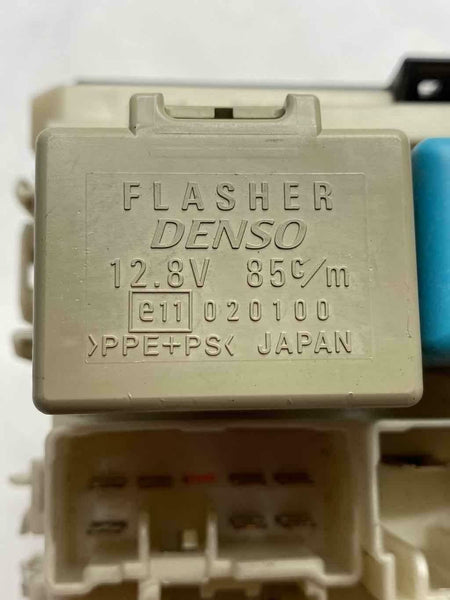 FLASHER
DENSO
12.8V 85c/m
e11 020100
>PPE+PS< JAPAN